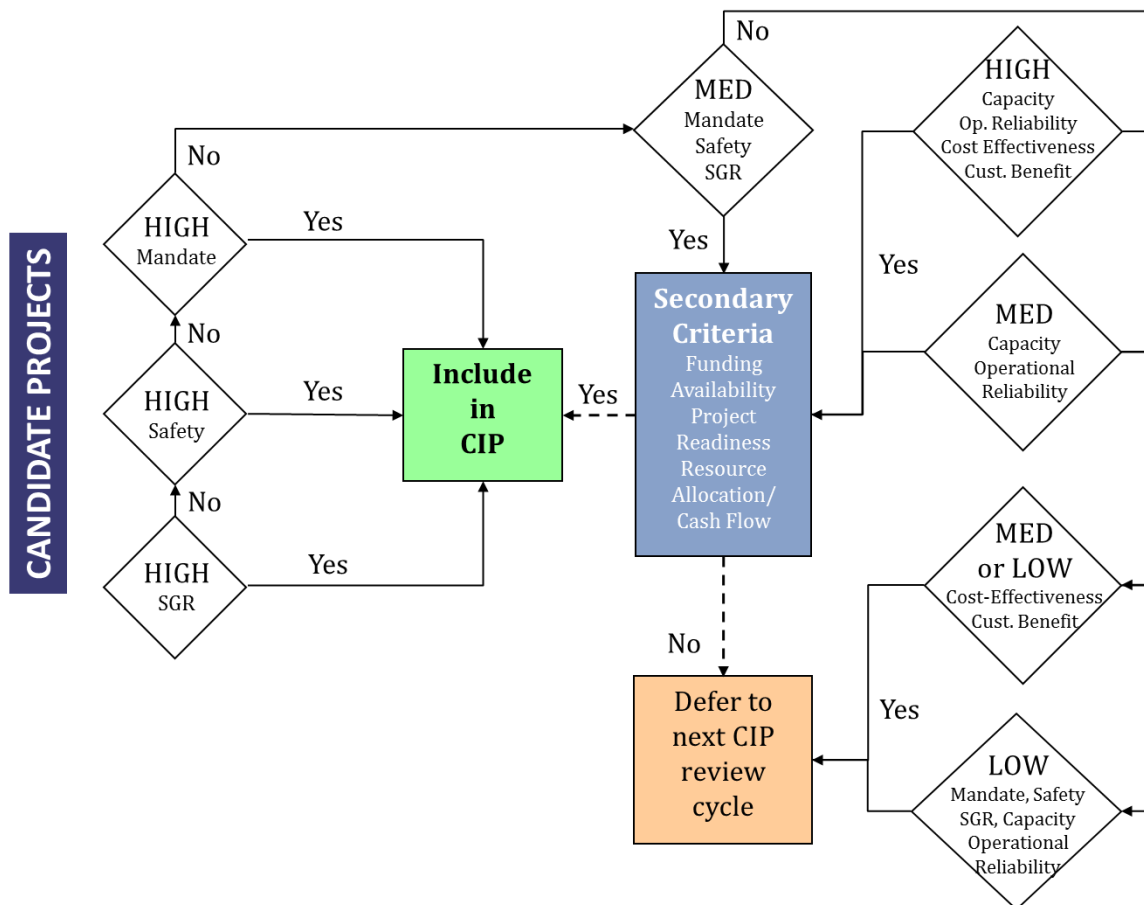 CANDIDATE PROJECTS
No
HIGH
Mandate
Yes
No
HIGH
Safety
Yes
No
HIGH
SGR
Yes
Include
in
CIP
No
MED
Mandate
Safety
SGR
Yes
Secondary
Criteria
Funding
Availability
Project
Readiness
Resource
Allocation/
Cash Flow
Yes
No
Defer to
next CIP
review
cycle
HIGH
Capacity
Op. Reliability
Cost Effectiveness
Cust. Benefit
Yes
MED
Capacity
Operational
Reliability
MED
or LOW
Cost-Effectiveness
Cust. Benefit
Yes
LOW
Mandate, Safety
SGR, Capacity
Operational
Reliability